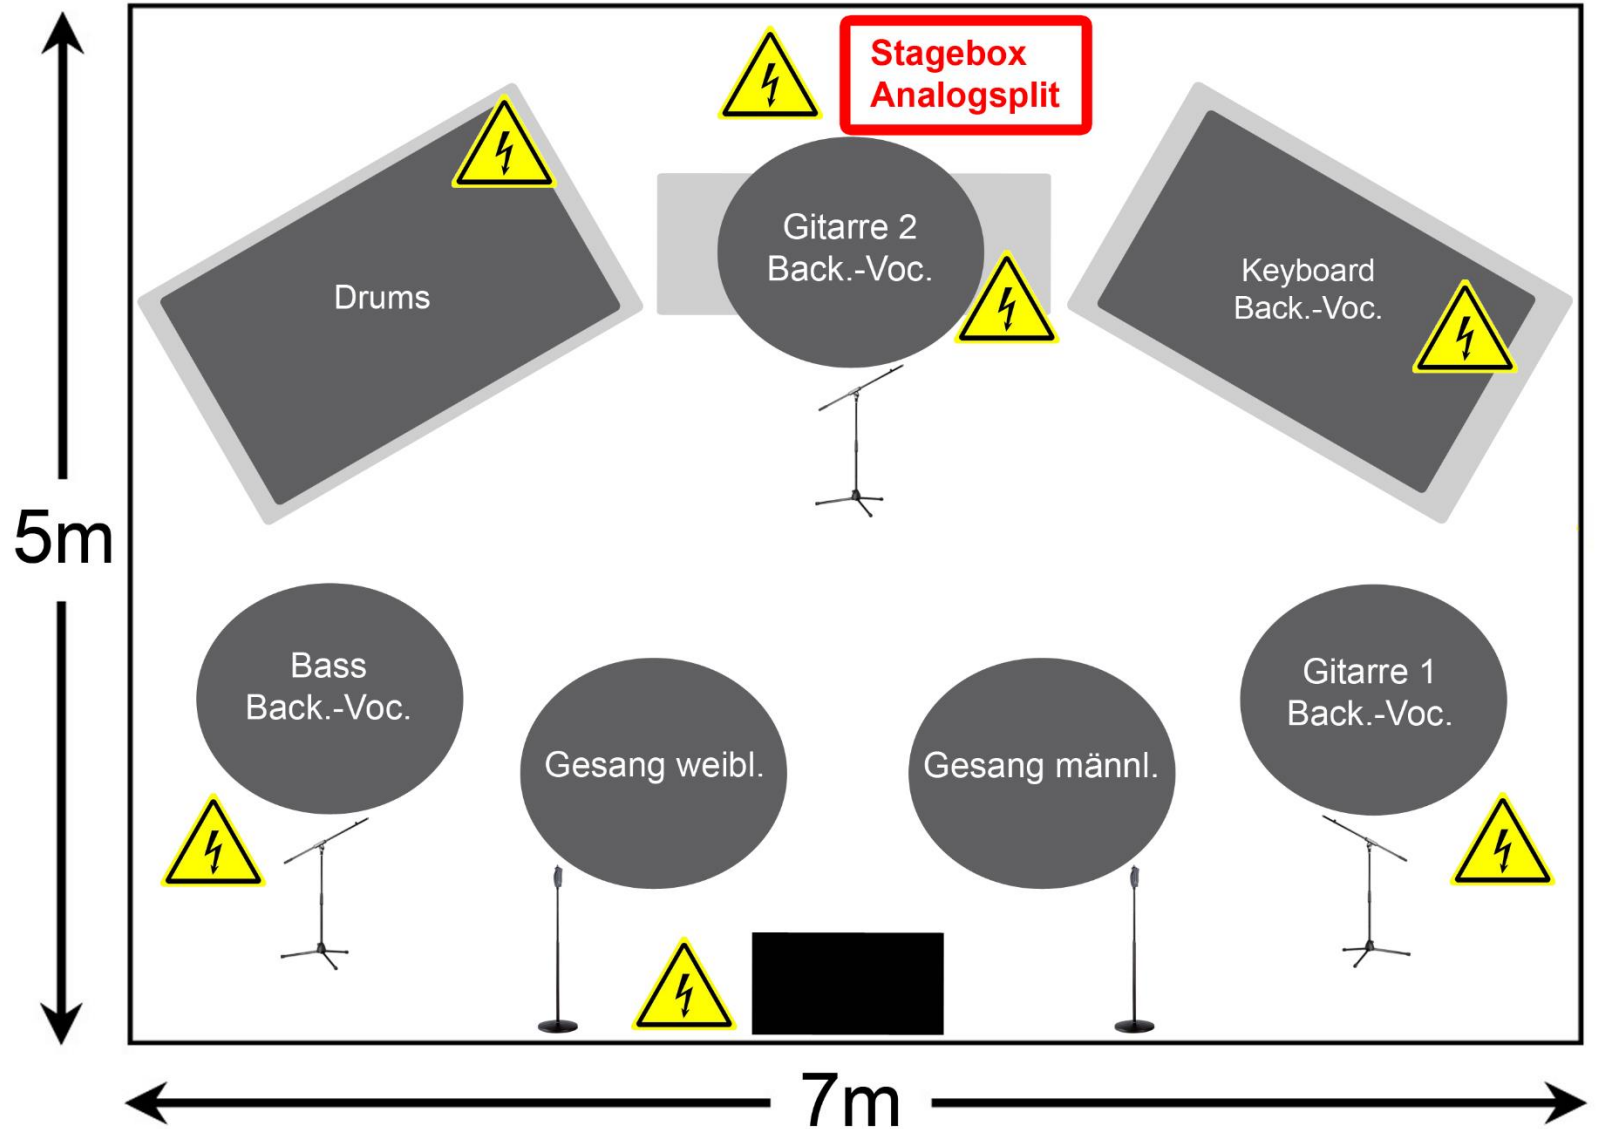 Stagebox
Analogsplit
Gitarre 2
Back.-Voc.
Drums
Keyboard
Back.-Voc.
5m
Bass
Back.-Voc.
Gesang weibl.
Gesang männl.
Gitarre 1
Back.-Voc.
7m